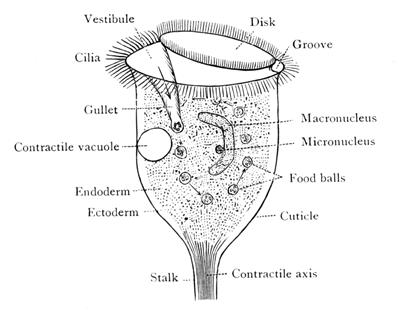 Vestibule
Disk
Groove
Cilia
Gullet
Macronucleus
Contractile vacuole
Micronucleus
Food balls
Endoderm
Ectoderm
Cuticle
Stalk
Contractile axis